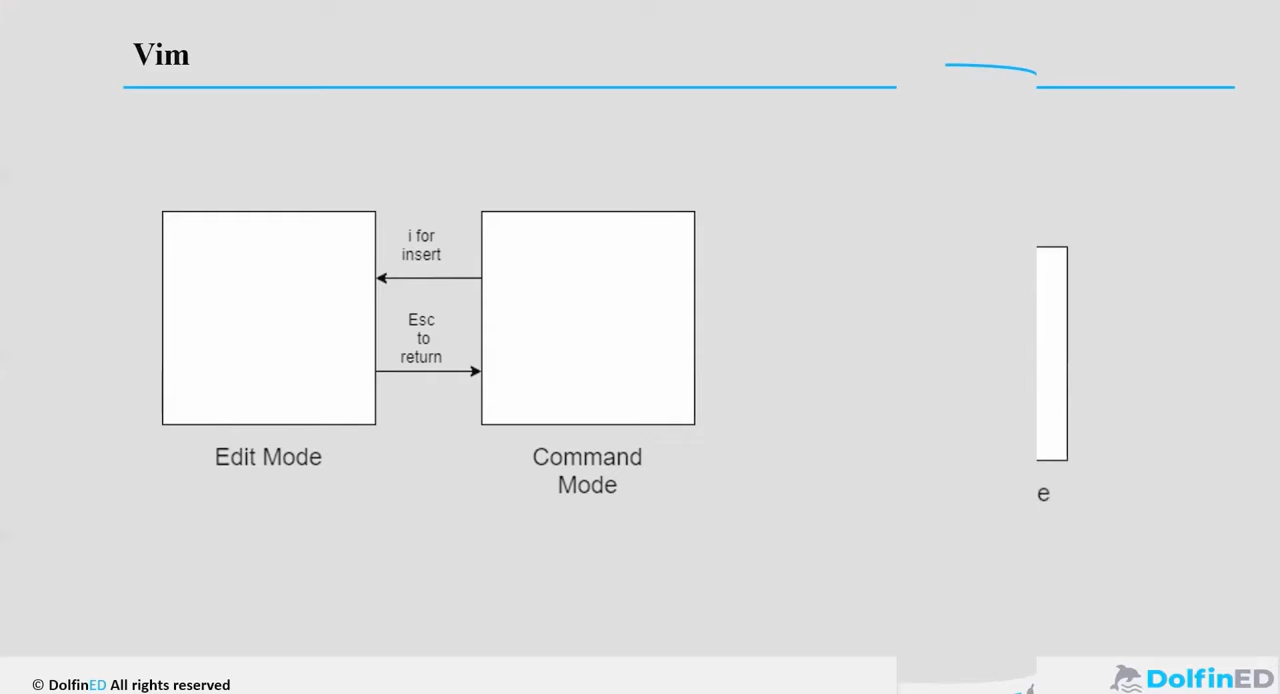 Vim
i for
insert
Esc
to
return
Edit Mode
Command
Mode
e
© DolfinED All rights reserved
DolfinED